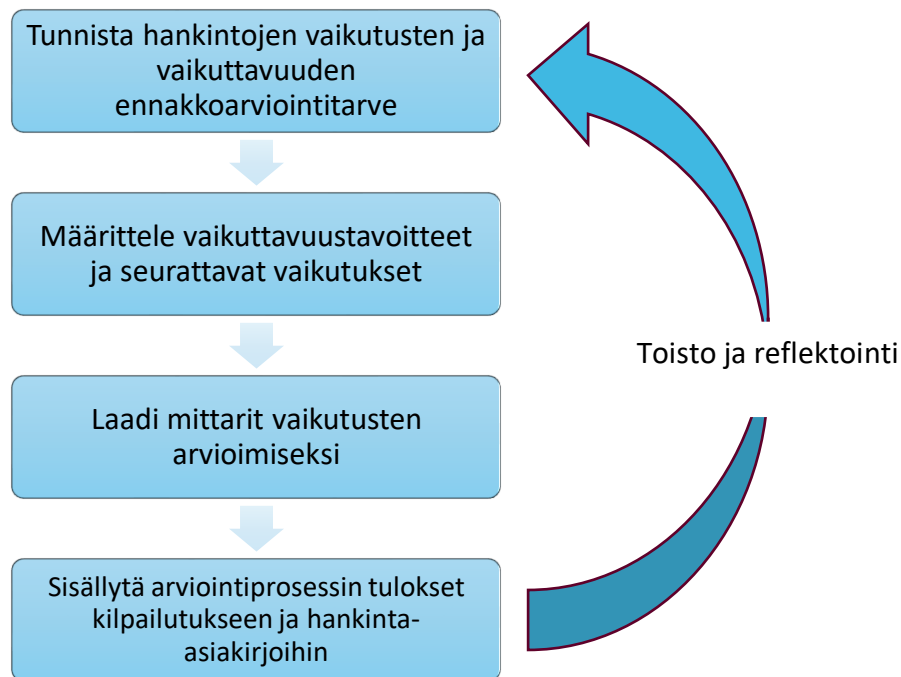 Tunnista hankintojen vaikutusten ja
vaikuttavuuden
ennakkoarviointitarve
Määrittele vaikuttavuustavoitteet
ja seurattavat vaikutukset
Toisto ja reflektointi
Laadi mittarit vaikutusten
arvioimiseksi
Sisällytä arviointiprosessin tulokset
kilpailutukseen ja hankinta-
asiakirjoihin